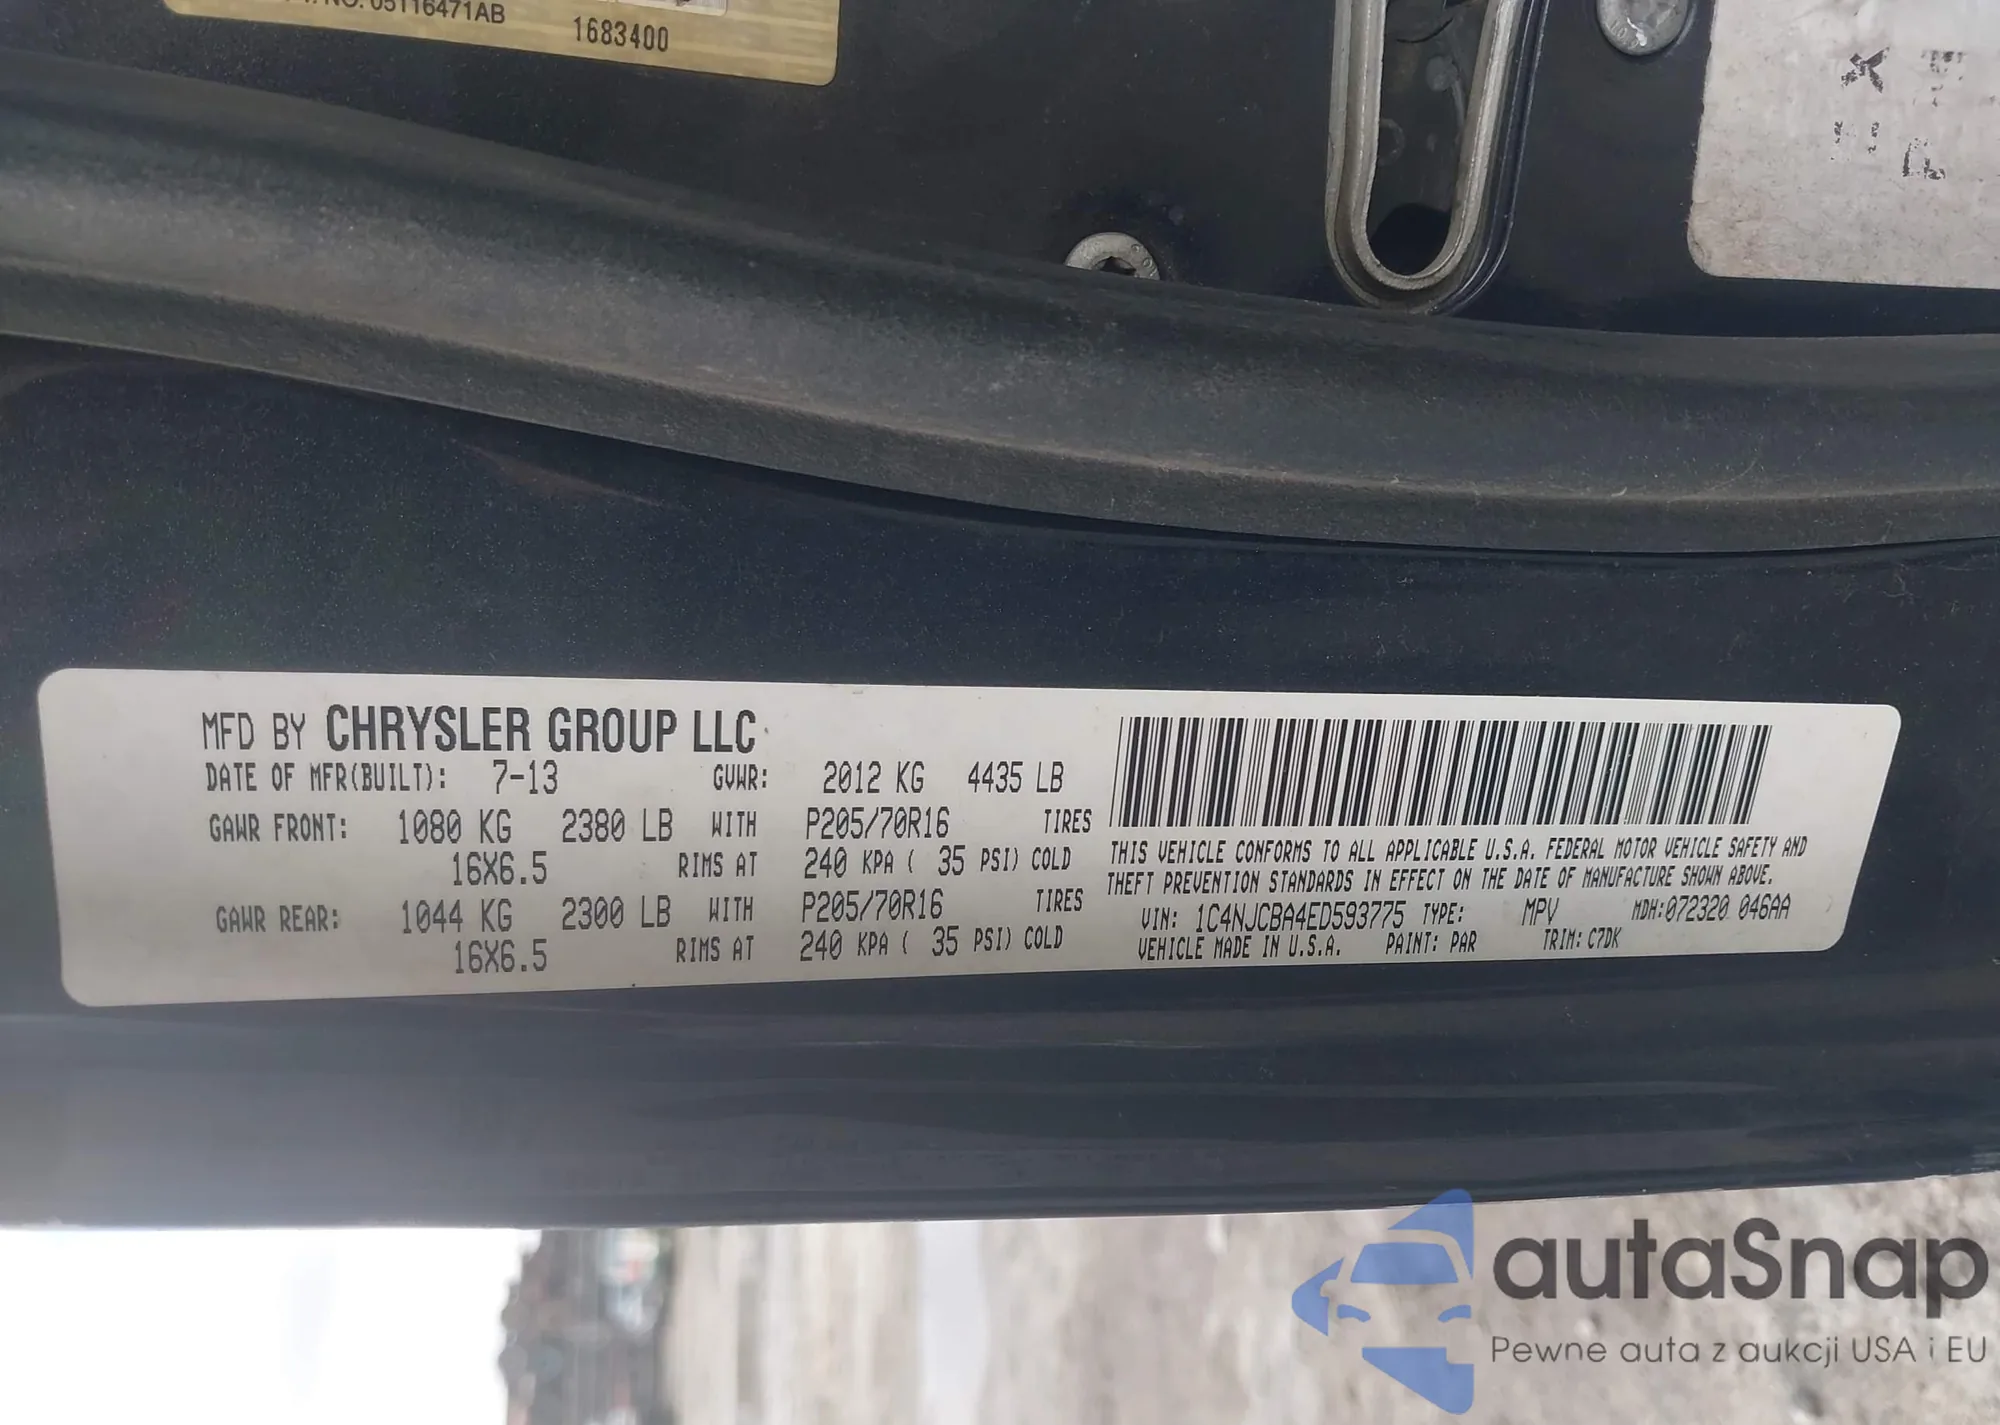 NO. 05116471AB
1683400
MFD BY CHRYSLER GROUP LLC
DATE OF MFR(BUILT): 7-13 GVWR: 2012 KG 4435 LB
GAWR FRONT: 1080 KG 2380 LB WITH P205/70R16 TIRES
16X6.5 RIMS AT 240 KPA ( 35 PSI) COLD
GAWR REAR: 1044 KG 2300 LB WITH P205/70R16 TIRES
16X6.5 RIMS AT 240 KPA ( 35 PSI) COLD
THIS VEHICLE CONFORMS TO ALL APPLICABLE U.S.A. FEDERAL MOTOR VEHICLE SAFETY AND
THEFT PREVENTION STANDARDS IN EFFECT ON THE DATE OF MANUFACTURE SHOWN ABOVE.
VIN: 1C4NJCBA4ED593775 TYPE: MPV MDH:072320 046AA
VEHICLE MADE IN U.S.A. PAINT: PAR TRIM: C7DK
autaSnap
Pewne auta z aukcji USA i EU